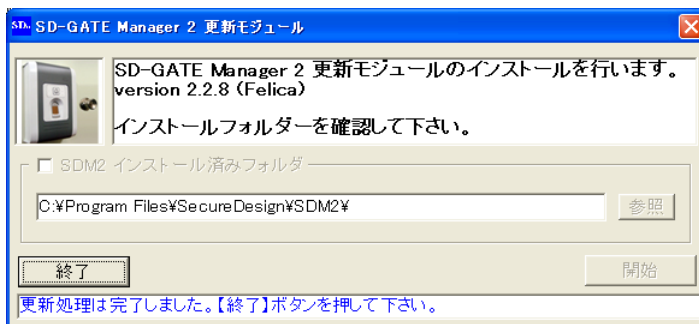 SD. SD-GATE Manager 2 更新モジュール
SD-GATE Manager 2 更新モジュールのインストールを行います。
version 2.2.8 (Felica)
インストールフォルダーを確認して下さい。
SDM2 インストール済みフォルダ
C:¥Program Files¥SecureDesign¥SDM2¥
参照
終了
開始
更新処理は完了しました。【終了】ボタンを押して下さい。